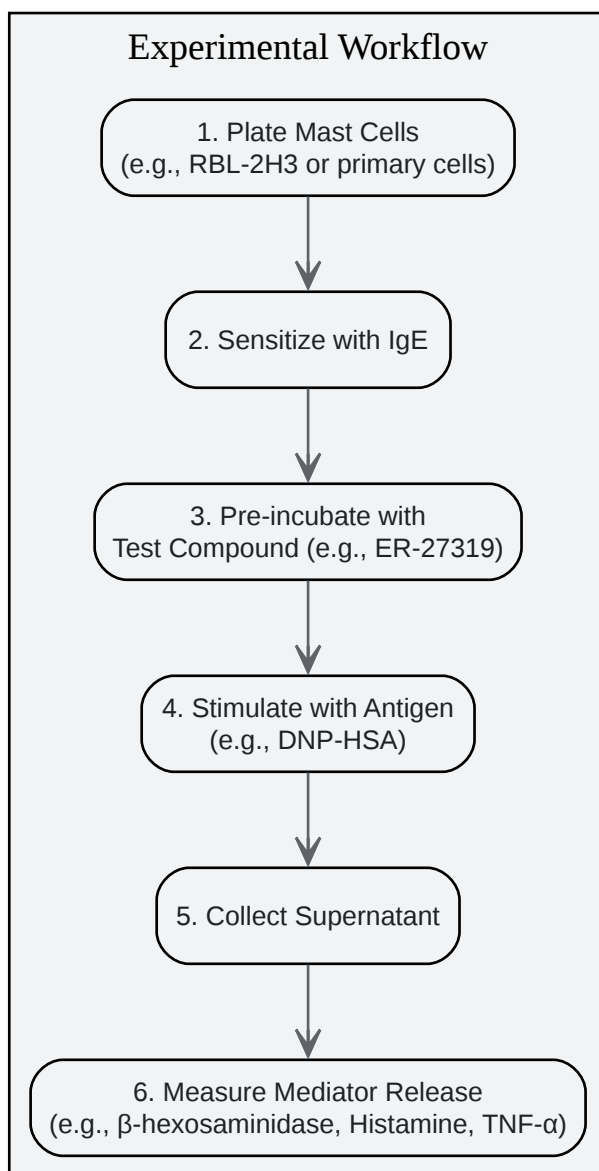 Experimental Workflow
1. Plate Mast Cells
(e.g., RBL-2H3 or primary cells)
2. Sensitize with IgE
3. Pre-incubate with
Test Compound (e.g., ER-27319)
4. Stimulate with Antigen
(e.g., DNP-HSA)
5. Collect Supernatant
6. Measure Mediator Release
(e.g., β-hexosaminidase, Histamine, TNF-α)